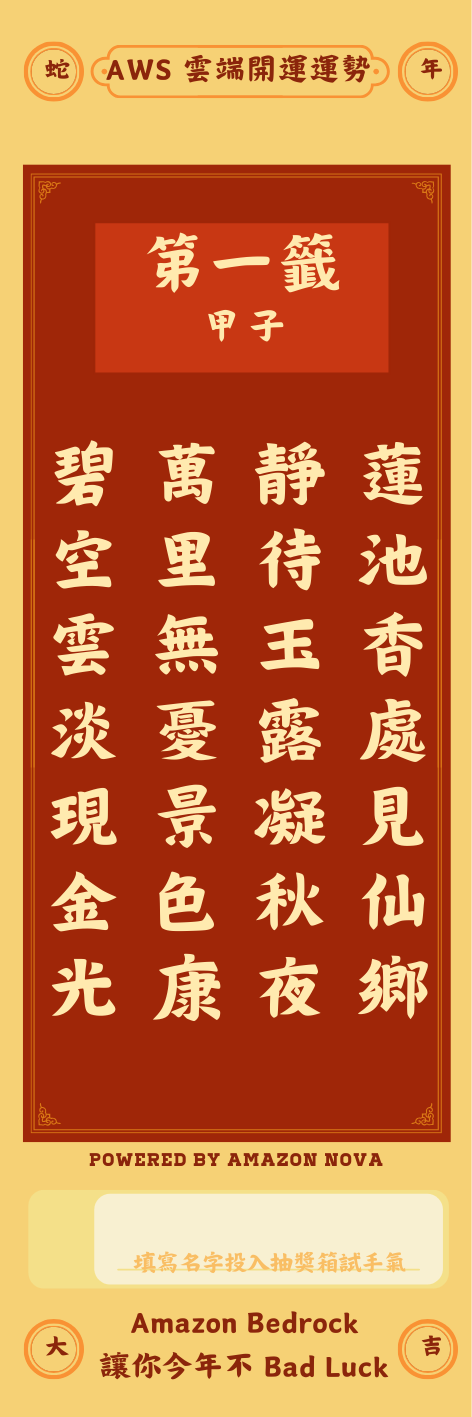 蛇
AWS 雲端開運運勢
年
第一籤
甲子
蓮池香處見仙鄉
靜待玉露凝秋夜
萬里無憂景色康
碧空雲淡現金光
POWERED BY AMAZON NOVA
填寫名字投入抽獎箱試手氣
大
Amazon Bedrock
讓你今年不 Bad Luck
吉